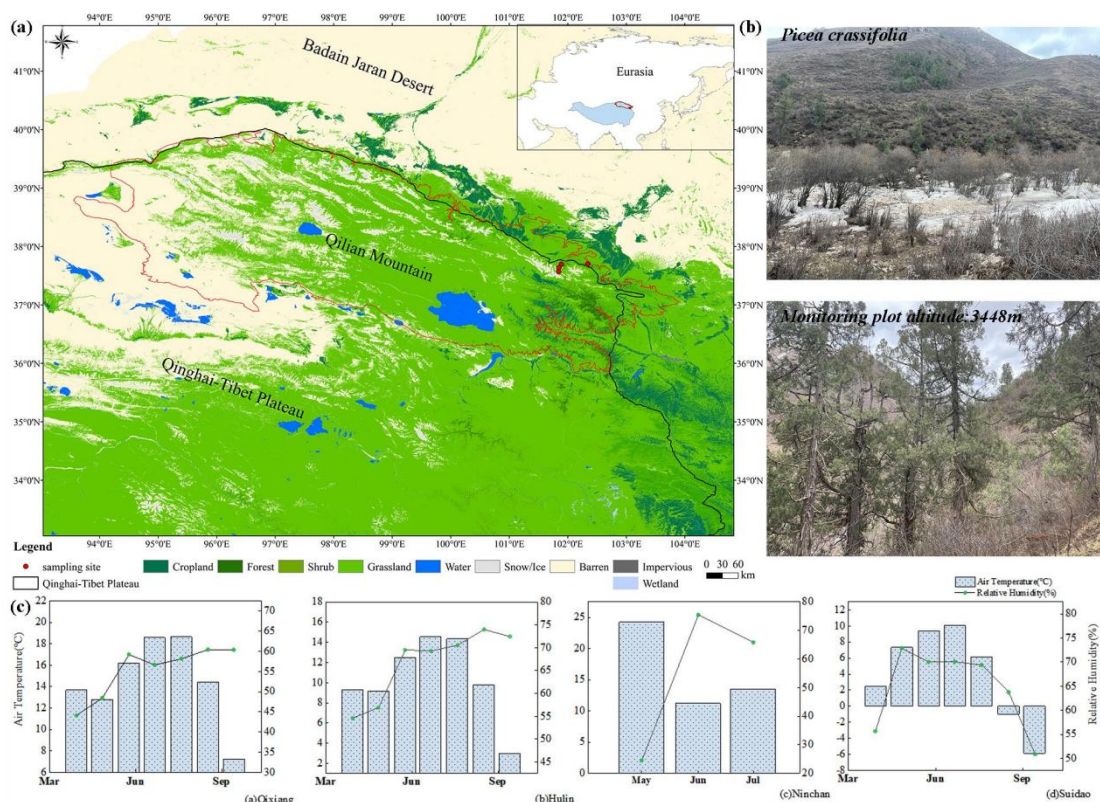 (a)
Badain Jaran Desert
Eurasia
41°0'N
40°0'N
39°0'N
38°0'N
37°0'N
36°0'N
35°0'N
34°0'N
Qilian Mountain
Qinghai-Tibet Plateau
94°0'E 95°0'E 96°0'E 97°0'E 98°0'E 99°0'E 100°0'E 101°0'E 102°0'E 103°0'E 104°0'E
Legend
sampling site Cropland Forest Shrub Grassland Water Snow/Ice Barren Impervious
Qinghai-Tibet Plateau Wetland
0 30 60
km
(b)
Picea crassifolia
Monitoring plot altitude:3448m
(c)
Air Temperature(°C)
22
20
18
16
14
12
10
8
6
70
65
60
55
50
45
40
35
30
Mar Jun Sep
(a)Qixiang
18
16
14
12
10
8
6
4
2
80
75
70
65
60
55
50
45
Mar Jun Sep
(b)Hulin
25
20
15
10
5
0
80
70
60
50
40
30
20
May Jun Jul
(c)Ninchan
Air Temperature(°C)
Relative Humidity(%)
12
10
8
6
4
2
0
-2
-4
-6
-8
80
75
70
65
60
55
50
Relative Humidity(%)
Mar Jun Sep
(d)Suidao